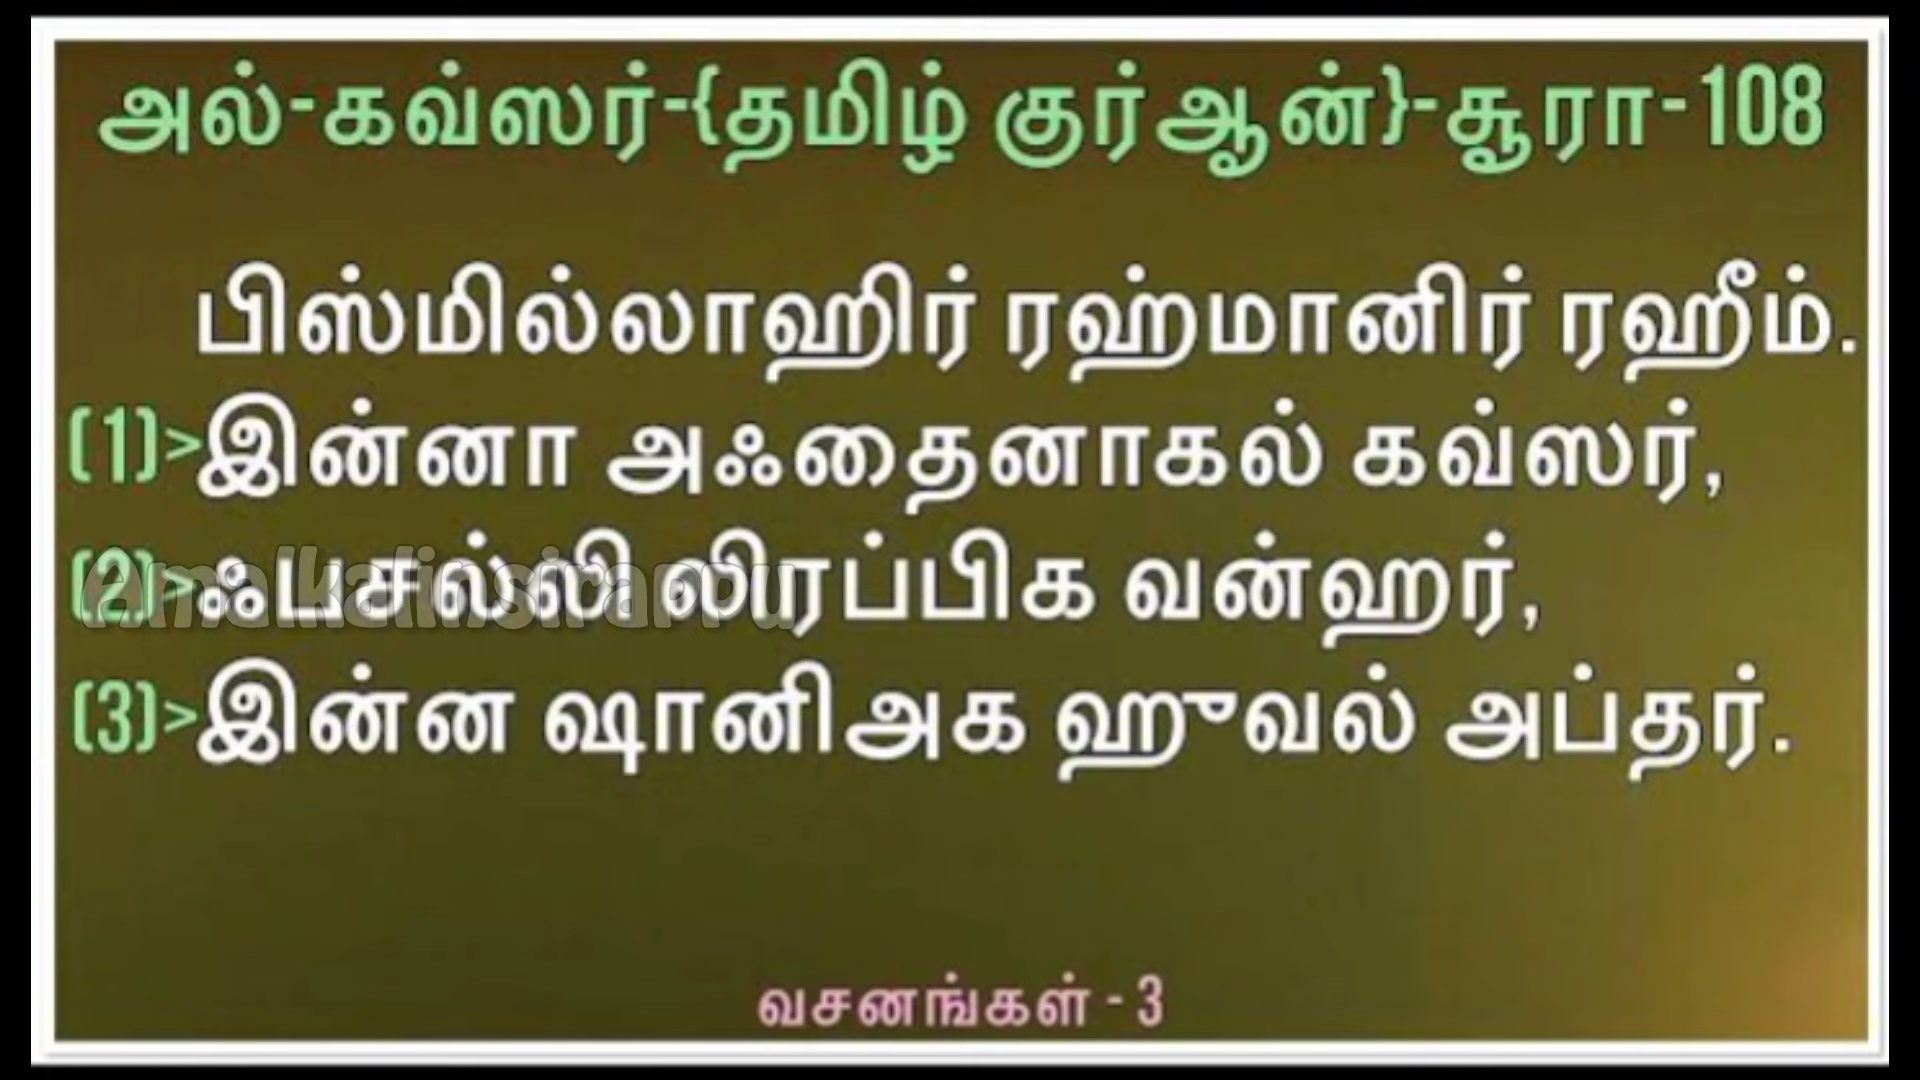 அல்-கவ்ஸர்-{தமிழ் குர்ஆன்}-சூரா-108
பிஸ்மில்லாஹிர் ரஹ்மானிர் ரஹீம்.
(1)>இன்னா அஃதைனாகல் கவ்ஸர்,
(2)>ஃபசல்லி லிரப்பிக வன்ஹர்,
(3)>இன்ன ஷானிஅக ஹுவல் அப்தர்.
வசனங்கள் - 3